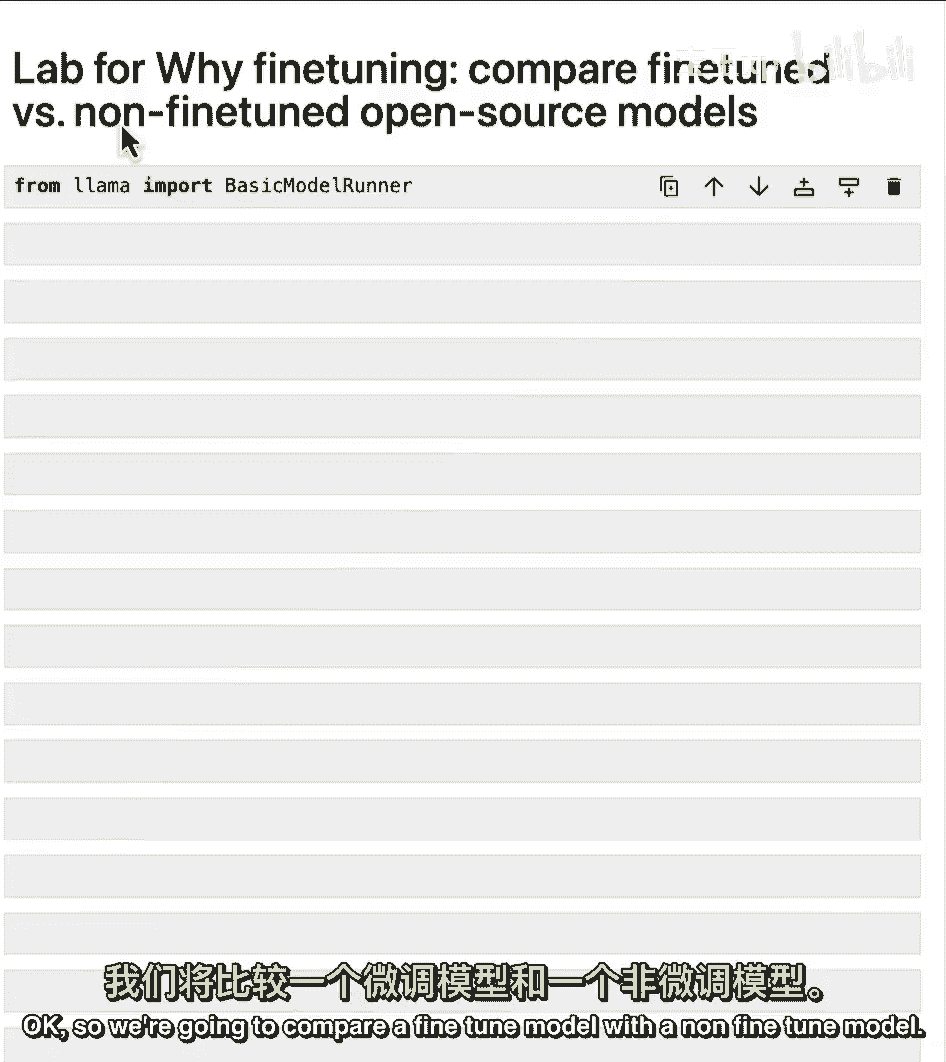 Lab for Why finetuning: compare finetuned
vs. non-finetuned open-source models
from llama import BasicModelRunner
我们将比较一个微调模型和一个非微调模型。
OK, so we're going to compare a fine tune model with a non fine tune model.